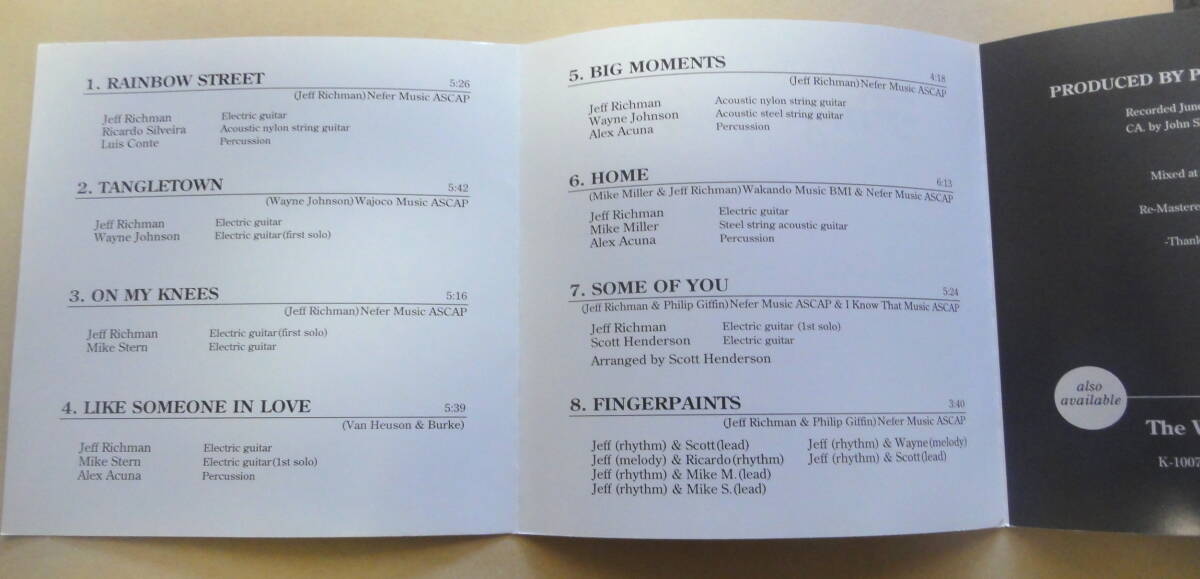 1. RAINBOW STREET 5:26
(Jeff Richman)Nefer Music ASCAP
Jeff Richman Electric guitar
Ricardo Silveira Acoustic nylon string guitar
Luis Conte Percussion
2. TANGLETOWN 5:42
(Wayne Johnson)Wajoco Music ASCAP
Jeff Richman Electric guitar
Wayne Johnson Electric guitar(first solo)
3. ON MY KNEES 5:16
(Jeff Richman)Nefer Music ASCAP
Jeff Richman Electric guitar(first solo)
Mike Stern Electric guitar
4. LIKE SOMEONE IN LOVE 5:39
(Van Heuson & Burke)
Jeff Richman Electric guitar
Mike Stern Electric guitar(1st solo)
Alex Acuna Percussion
5. BIG MOMENTS 4:18
(Jeff Richman)Nefer Music ASCAP
Jeff Richman Acoustic nylon string guitar
Wayne Johnson Acoustic steel string guitar
Alex Acuna Percussion
6. HOME 6:13
(Mike Miller & Jeff Richman)Wakando Music BMI & Nefer Music ASCAP
Jeff Richman Electric guitar
Mike Miller Steel string acoustic guitar
Alex Acuna Percussion
7. SOME OF YOU 5:24
(Jeff Richman & Philip Giffin)Nefer Music ASCAP & I Know That Music ASCAP
Jeff Richman Electric guitar (1st solo)
Scott Henderson Electric guitar
Arranged by Scott Henderson
8. FINGERPAINTS 3:40
(Jeff Richman & Philip Giffin)Nefer Music ASCAP
Jeff (rhythm) & Scott(lead) Jeff (rhythm) & Wayne(melody)
Jeff (melody) & Ricardo(rhythm) Jeff (rhythm) & Scott(lead)
Jeff (rhythm) & Mike M.(lead)
Jeff (rhythm) & Mike S.(lead)
PRODUCED BY P
Recorded June
CA. by John S
Mixed at
Re-Mastere
-Thank
also
available
The
K-1007